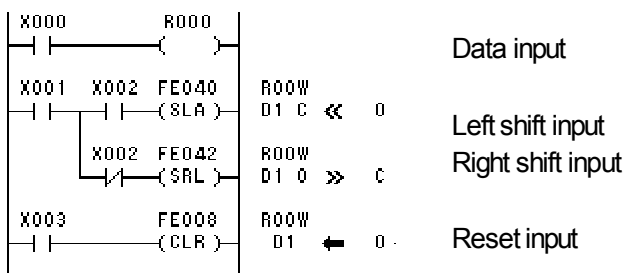 X000 R000
Data input
X001 X002 FE040 R00W
(SLA) D1 C ≪ 0
Left shift input
X002 FE042 R00W
Right shift input
(SRL) D1 0 ≫ C
X003 FE008 R00W
(CLR) D1 ← 0
Reset input